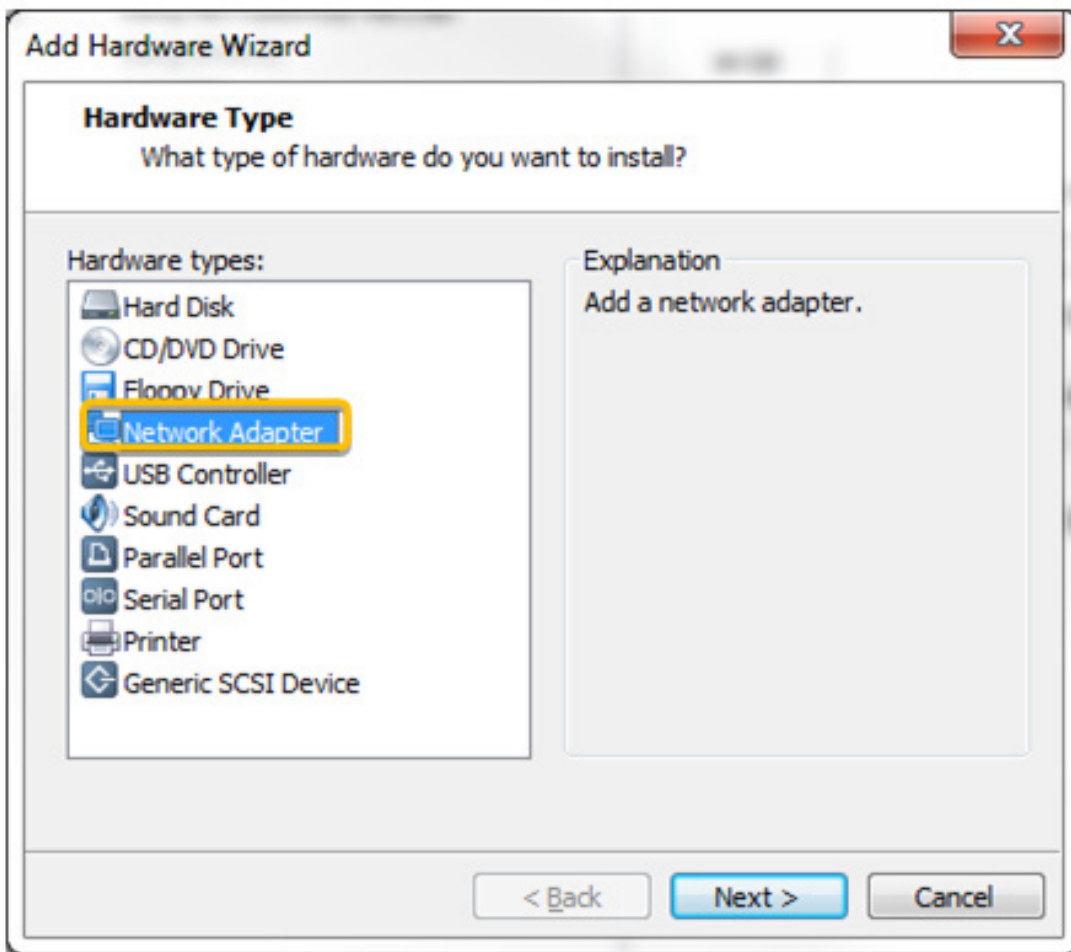 Add Hardware Wizard
Hardware Type
What type of hardware do you want to install?
Hardware types:
Hard Disk
CD/DVD Drive
Floppy Drive
Network Adapter
USB Controller
Sound Card
Parallel Port
Serial Port
Printer
Generic SCSI Device
Explanation
Add a network adapter.
< Back
Next >
Cancel